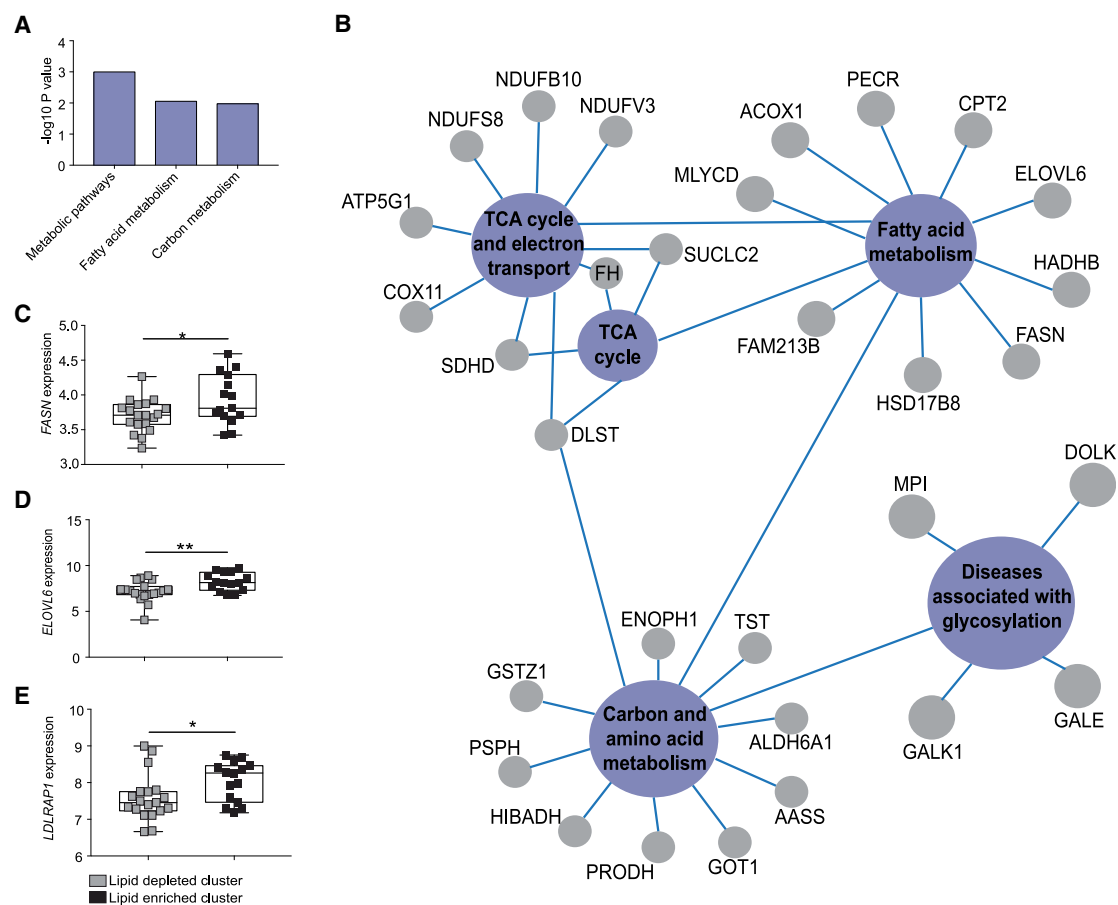 A
-log10 P value
4
3
2
1
0
Metabolic pathways
Fatty acid metabolism
Carbon metabolism
B
NDUFB10
NDUFS8
NDUFV3
ATP5G1
COX11
SDHD
FH
SUCLC2
DLST
TCA cycle
and electron
transport
TCA
cycle
PECR
ACOX1
CPT2
MLYCD
ELOVL6
HADHB
FASN
HSD17B8
FAM213B
Fatty acid
metabolism
MPI
DOLK
GALE
GALK1
Diseases
associated with
glycosylation
ENOPH1
TST
GSTZ1
PSPH
HIBADH
PRODH
GOT1
AASS
ALDH6A1
Carbon and
amino acid
metabolism
C
FASN expression
5.0
4.5
4.0
3.5
3.0
*
D
ELOVL6 expression
15
10
5
0
**
E
LDLRAP1 expression
10
9
8
7
6
*
Lipid depleted cluster
Lipid enriched cluster